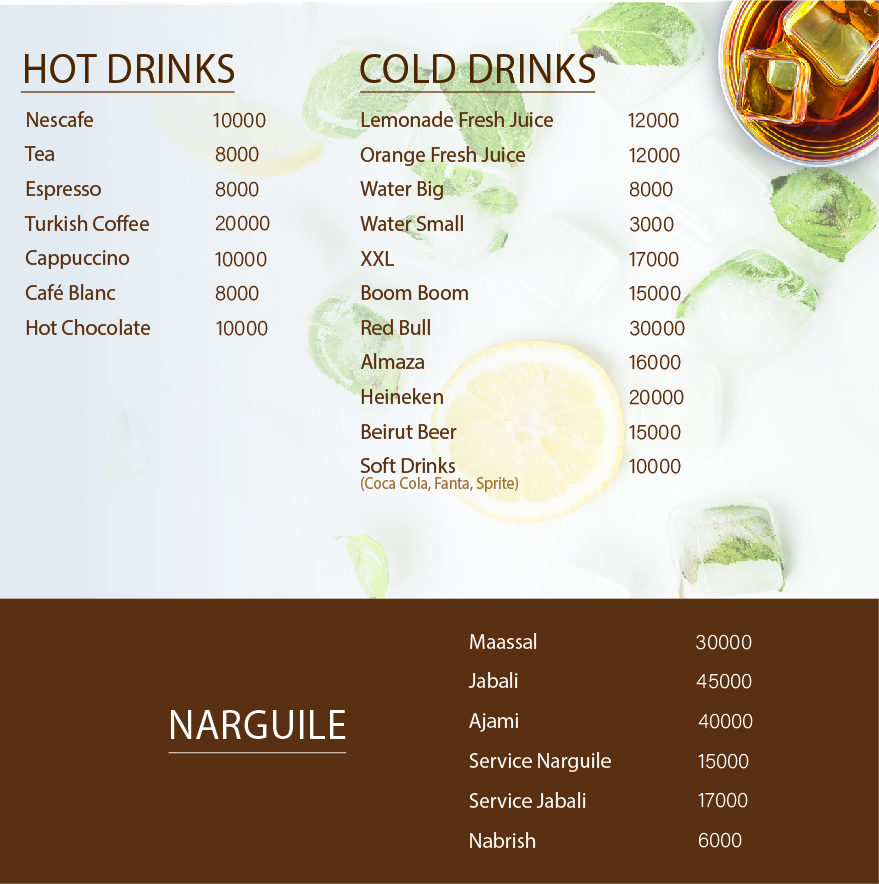 HOT DRINKS
Nescafe 10000
Tea 8000
Espresso 8000
Turkish Coffee 20000
Cappuccino 10000
Café Blanc 8000
Hot Chocolate 10000
COLD DRINKS
Lemonade Fresh Juice 12000
Orange Fresh Juice 12000
Water Big 8000
Water Small 3000
XXL 17000
Boom Boom 15000
Red Bull 30000
Almaza 16000
Heineken 20000
Beirut Beer 15000
Soft Drinks 10000
(Coca Cola, Fanta, Sprite)
NARGUILE
Maassal 30000
Jabali 45000
Ajami 40000
Service Narguile 15000
Service Jabali 17000
Nabrish 6000